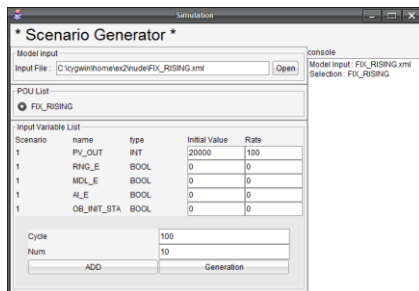 Simulation
* Scenario Generator *
Model Input
Input File : C:\cygwin\home\ex2\nude\FIX_RISING.xml Open
POU List
FIX_RISING
Input Variable List
Scenario name type Initial Value Rate
1 PV_OUT INT 20000 100
1 RNG_E BOOL 0 0
1 MDL_E BOOL 0 0
1 AI_E BOOL 0 0
1 OB_INIT_STA BOOL 0 0
Cycle 100
Num 10
ADD Generation
console
Model Input : FIX_RISING.xml
Selection : FIX_RISING